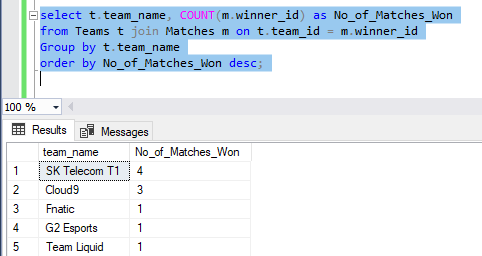 select t.team_name, COUNT(m.winner_id) as No_of_Matches_Won
from Teams t join Matches m on t.team_id = m.winner_id
Group by t.team_name
order by No_of_Matches_Won desc;
100 %
Results Messages
team_name No_of_Matches_Won
1 SK Telecom T1 4
2 Cloud9 3
3 Fnatic 1
4 G2 Esports 1
5 Team Liquid 1